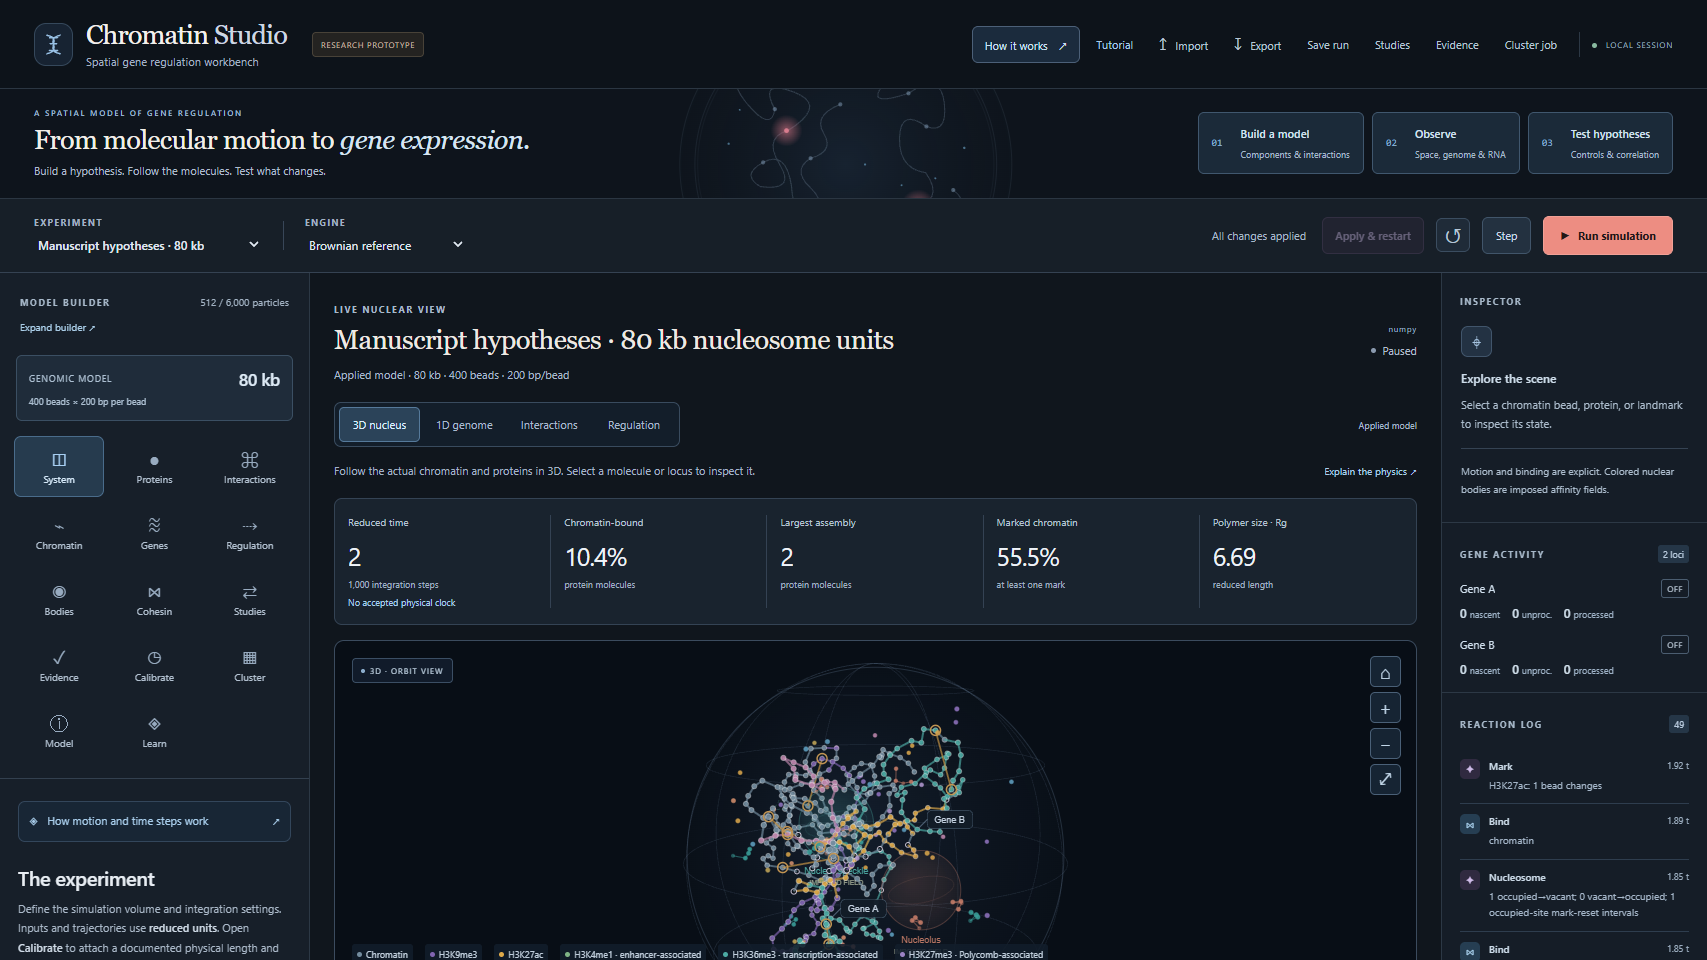 Chromatin Studio
Spatial gene regulation workbench
RESEARCH PROTOTYPE
How it works ↗
Tutorial
↥ Import
↧ Export
Save run
Studies
Evidence
Cluster job
LOCAL SESSION
A SPATIAL MODEL OF GENE REGULATION
From molecular motion to gene expression.
Build a hypothesis. Follow the molecules. Test what changes.
01 Build a model
Components & interactions
02 Observe
Space, genome & RNA
03 Test hypotheses
Controls & correlation
EXPERIMENT
Manuscript hypotheses · 80 kb
ENGINE
Brownian reference
All changes applied
Apply & restart
↺
Step
► Run simulation
MODEL BUILDER
512 / 6,000 particles
Expand builder ↗
GENOMIC MODEL
80 kb
400 beads × 200 bp per bead
System
Proteins
Interactions
Chromatin
Genes
Regulation
Bodies
Cohesin
Studies
Evidence
Calibrate
Cluster
Model
Learn
How motion and time steps work ↗
The experiment
Define the simulation volume and integration settings.
Inputs and trajectories use reduced units. Open
Calibrate to attach a documented physical length and
LIVE NUCLEAR VIEW
Manuscript hypotheses · 80 kb nucleosome units
Applied model · 80 kb · 400 beads · 200 bp/bead
numpy
Paused
3D nucleus
1D genome
Interactions
Regulation
Applied model
Follow the actual chromatin and proteins in 3D. Select a molecule or locus to inspect it.
Explain the physics ↗
Reduced time
2
1,000 integration steps
No accepted physical clock
Chromatin-bound
10.4%
protein molecules
Largest assembly
2
protein molecules
Marked chromatin
55.5%
at least one mark
Polymer size · Rg
6.69
reduced length
3D · ORBIT VIEW
+
−
Gene B
Gene A
Nucleolus
Chromatin
H3K9me3
H3K27ac
H3K4me1 · enhancer-associated
H3K36me3 · transcription-associated
H3K27me3 · Polycomb-associated
INSPECTOR
Explore the scene
Select a chromatin bead, protein, or landmark
to inspect its state.
Motion and binding are explicit. Colored nuclear
bodies are imposed affinity fields.
GENE ACTIVITY
2 loci
Gene A
OFF
0 nascent 0 unproc. 0 processed
Gene B
OFF
0 nascent 0 unproc. 0 processed
REACTION LOG
49
Mark
1.92 t
H3K27ac: 1 bead changes
Bind
1.89 t
chromatin
Nucleosome
1.85 t
1 occupied→vacant; 0 vacant→occupied; 1
occupied-site mark-reset intervals
Bind
1.85 t